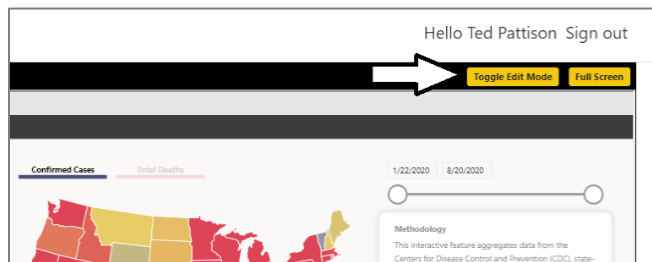 Hello Ted Pattison Sign out
Toggle Edit Mode Full Screen
Confirmed Cases Total Deaths
1/22/2020 8/20/2020
Methodology
This interactive feature aggregates data from the
Centers for Disease Control and Prevention (CDC), state-